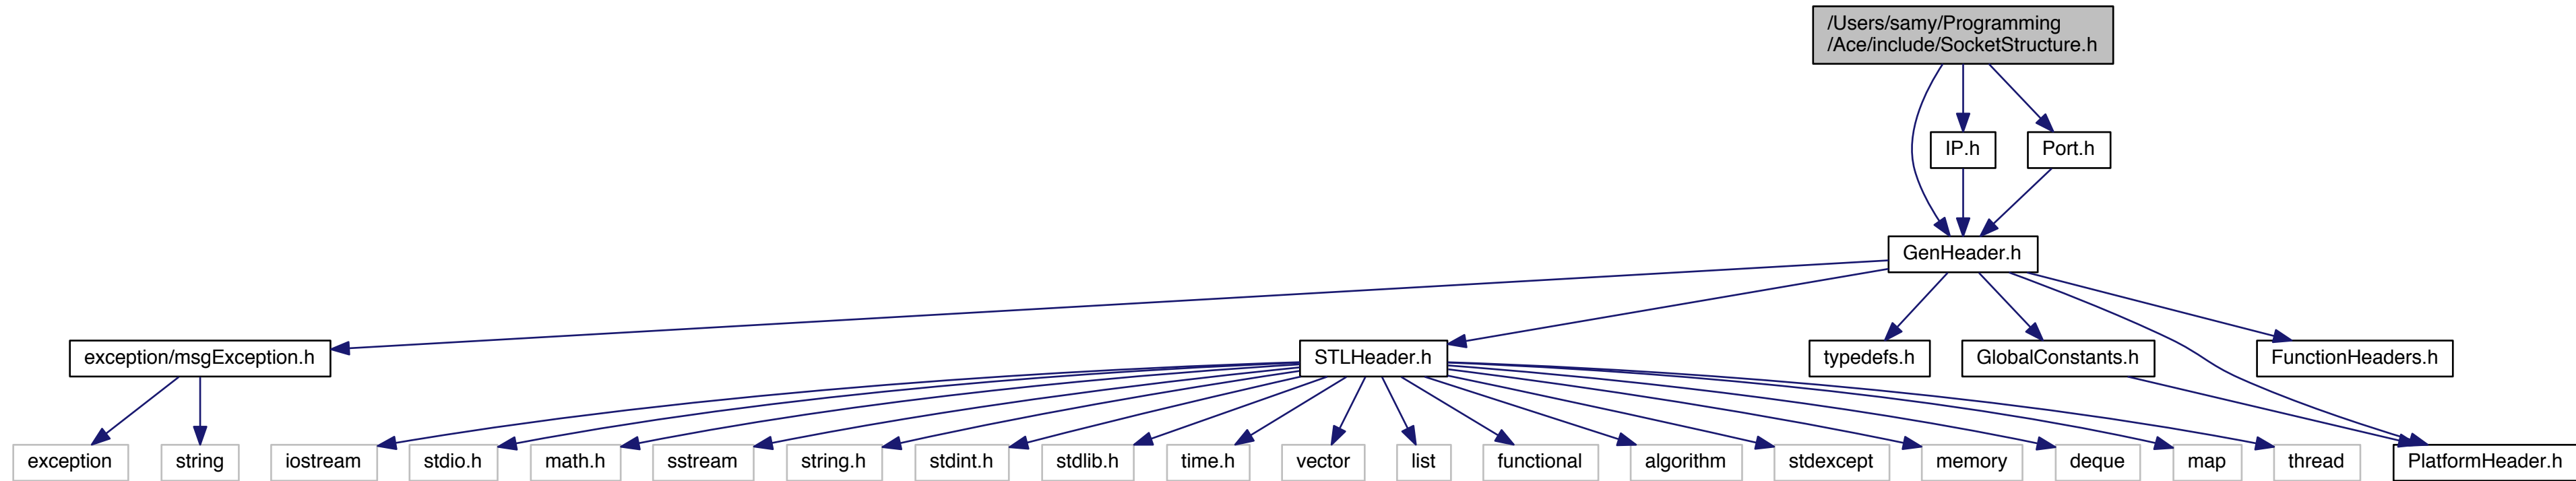 /Users/samy/Programming
/Ace/include/SocketStructure.h
IP.h
Port.h
GenHeader.h
exception/msgException.h
STLHeader.h
typedefs.h
GlobalConstants.h
FunctionHeaders.h
exception
string
iostream
stdio.h
math.h
sstream
string.h
stdint.h
stdlib.h
time.h
vector
list
functional
algorithm
stdexcept
memory
deque
map
thread
PlatformHeader.h